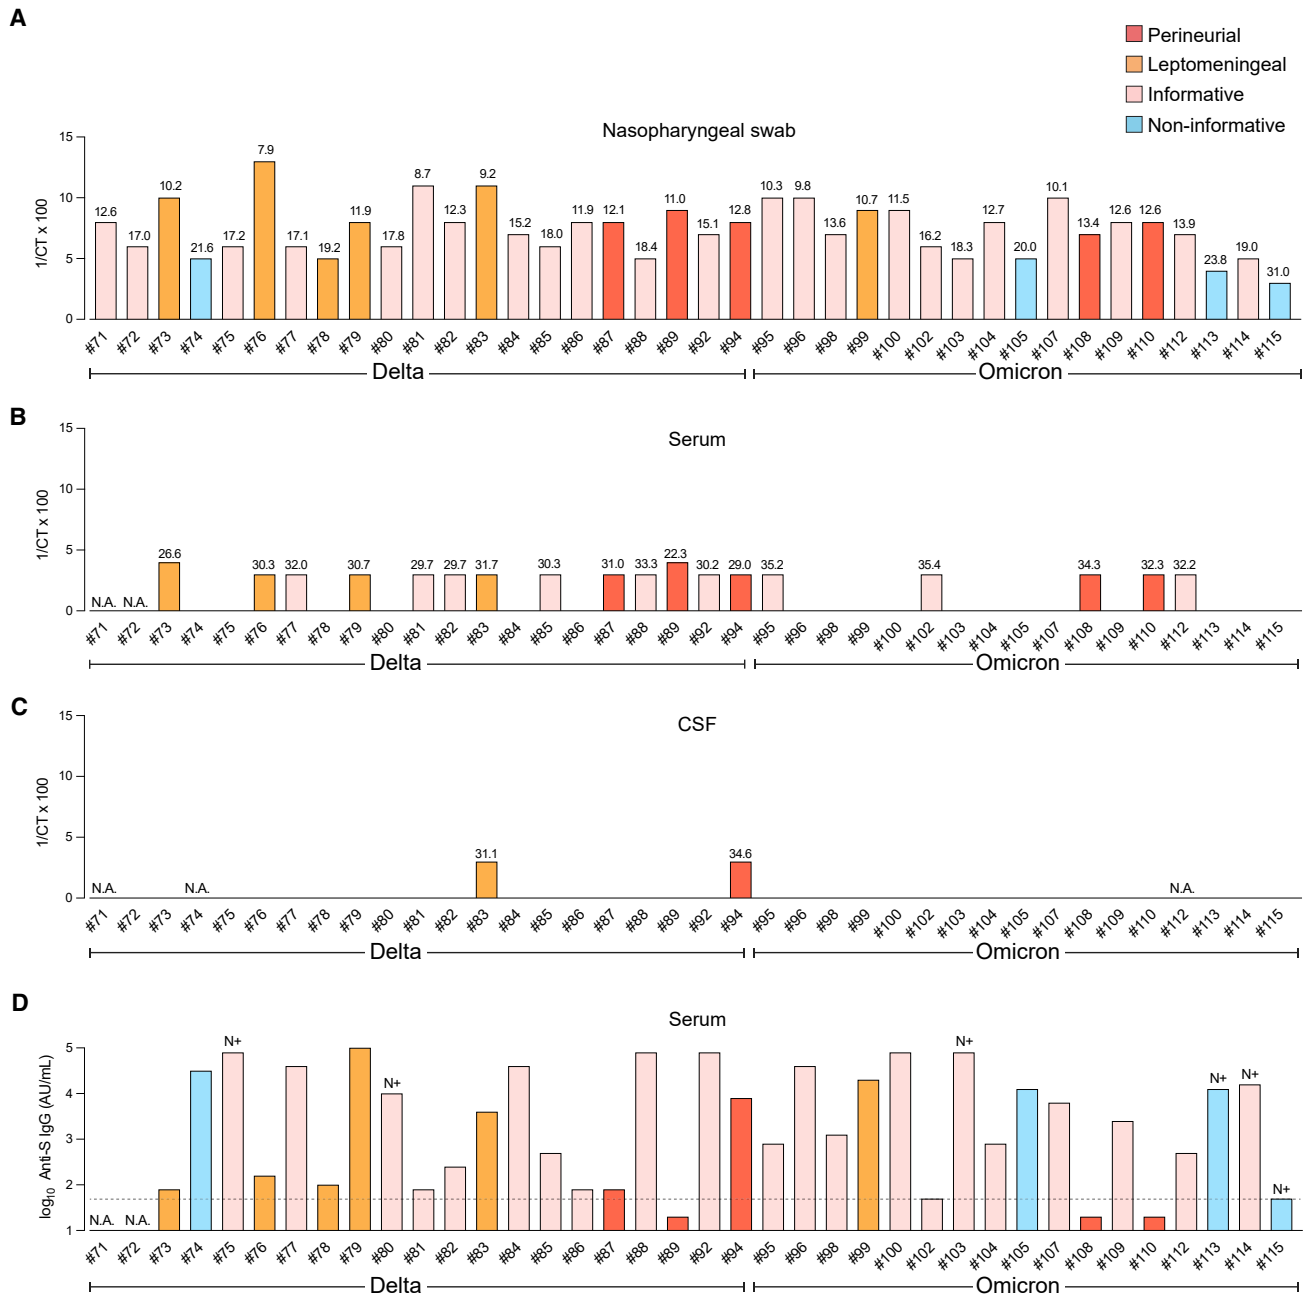 A
Perineurial
Leptomeningeal
Informative
Non-informative
Nasopharyngeal swab
1/CT x 100
15
10
5
0
12.6 17.0 10.2 21.6 17.2 7.9 17.1 19.2 11.9 17.8 8.7 12.3 9.2 15.2 18.0 11.9 12.1 18.4 11.0 15.1 12.8 10.3 9.8 13.6 10.7 11.5 16.2 18.3 12.7 20.0 10.1 13.4 12.6 12.6 13.9 23.8 19.0 31.0
#71 #72 #73 #74 #75 #76 #77 #78 #79 #80 #81 #82 #83 #84 #85 #86 #87 #88 #89 #92 #94 #95 #96 #98 #99 #100 #102 #103 #104 #105 #107 #108 #109 #110 #112 #113 #114 #115
Delta Omicron
B
Serum
1/CT x 100
15
10
5
0
N.A. N.A. 26.6 30.3 32.0 30.7 29.7 29.7 31.7 30.3 31.0 33.3 22.3 30.2 29.0 35.2 35.4 34.3 32.3 32.2
#71 #72 #73 #74 #75 #76 #77 #78 #79 #80 #81 #82 #83 #84 #85 #86 #87 #88 #89 #92 #94 #95 #96 #98 #99 #100 #102 #103 #104 #105 #107 #108 #109 #110 #112 #113 #114 #115
Delta Omicron
C
CSF
1/CT x 100
15
10
5
0
N.A. N.A. 31.1 34.6 N.A.
#71 #72 #73 #74 #75 #76 #77 #78 #79 #80 #81 #82 #83 #84 #85 #86 #87 #88 #89 #92 #94 #95 #96 #98 #99 #100 #102 #103 #104 #105 #107 #108 #109 #110 #112 #113 #114 #115
Delta Omicron
D
Serum
log10 Anti-S IgG (AU/mL)
5
4
3
2
1
N.A. N.A. N+ N+ N+ N+ N+ N+
#71 #72 #73 #74 #75 #76 #77 #78 #79 #80 #81 #82 #83 #84 #85 #86 #87 #88 #89 #92 #94 #95 #96 #98 #99 #100 #102 #103 #104 #105 #107 #108 #109 #110 #112 #113 #114 #115
Delta Omicron